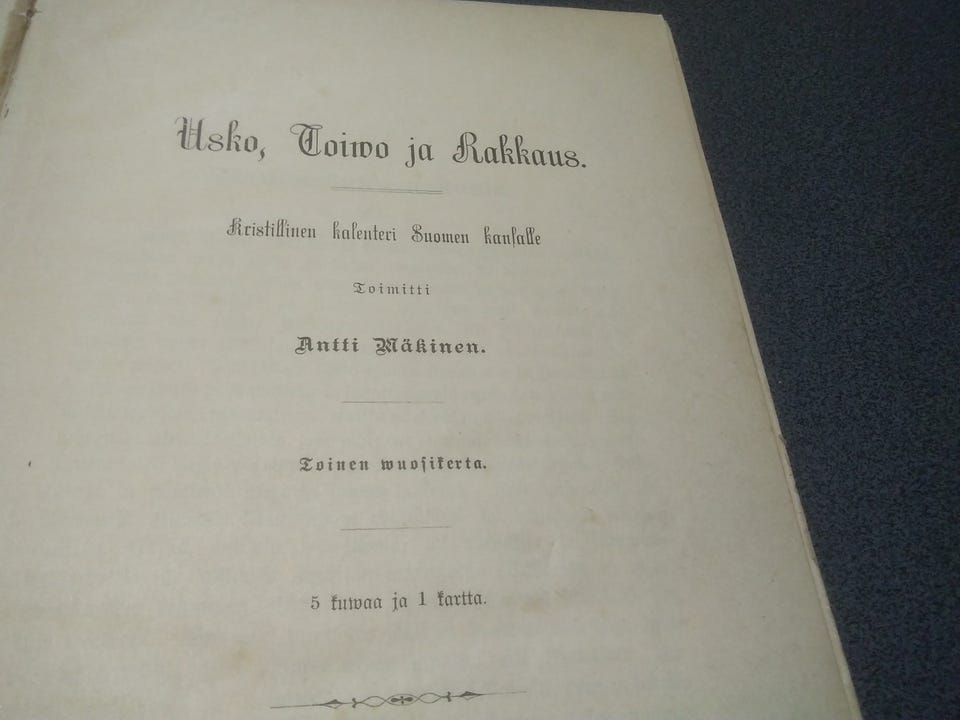 Usko, Toiwo ja Rakkaus.
Kristillinen kalenteri Suomen kansalle
Toimitti
Antti Mäkinen.
Toinen wuosikerta.
5 kuwaa ja 1 kartta.